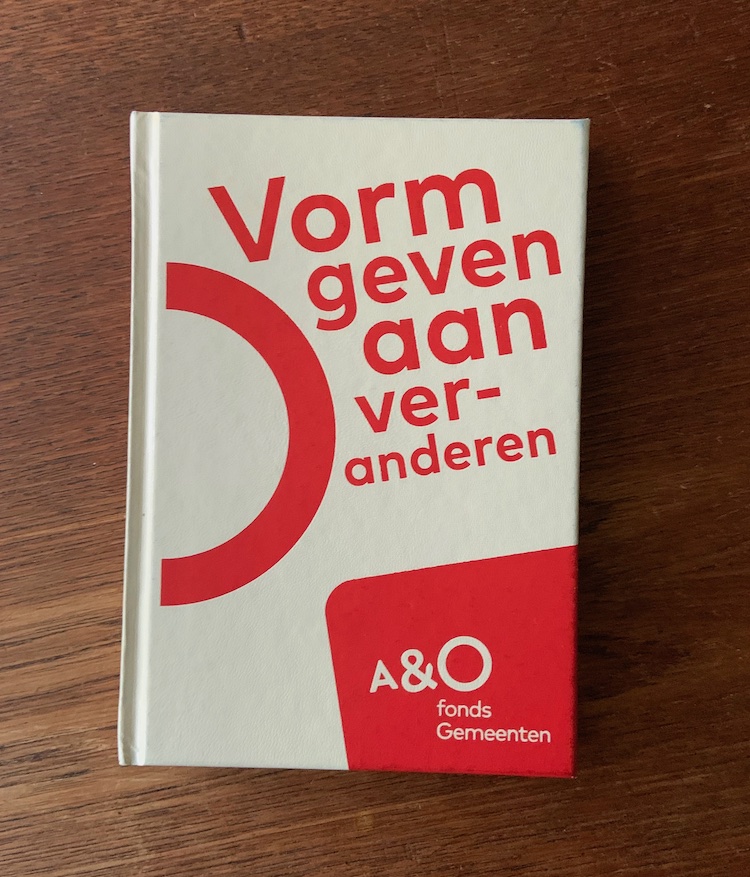 Vorm
geven
aan
ver-
anderen
A&O
fonds
Gemeenten